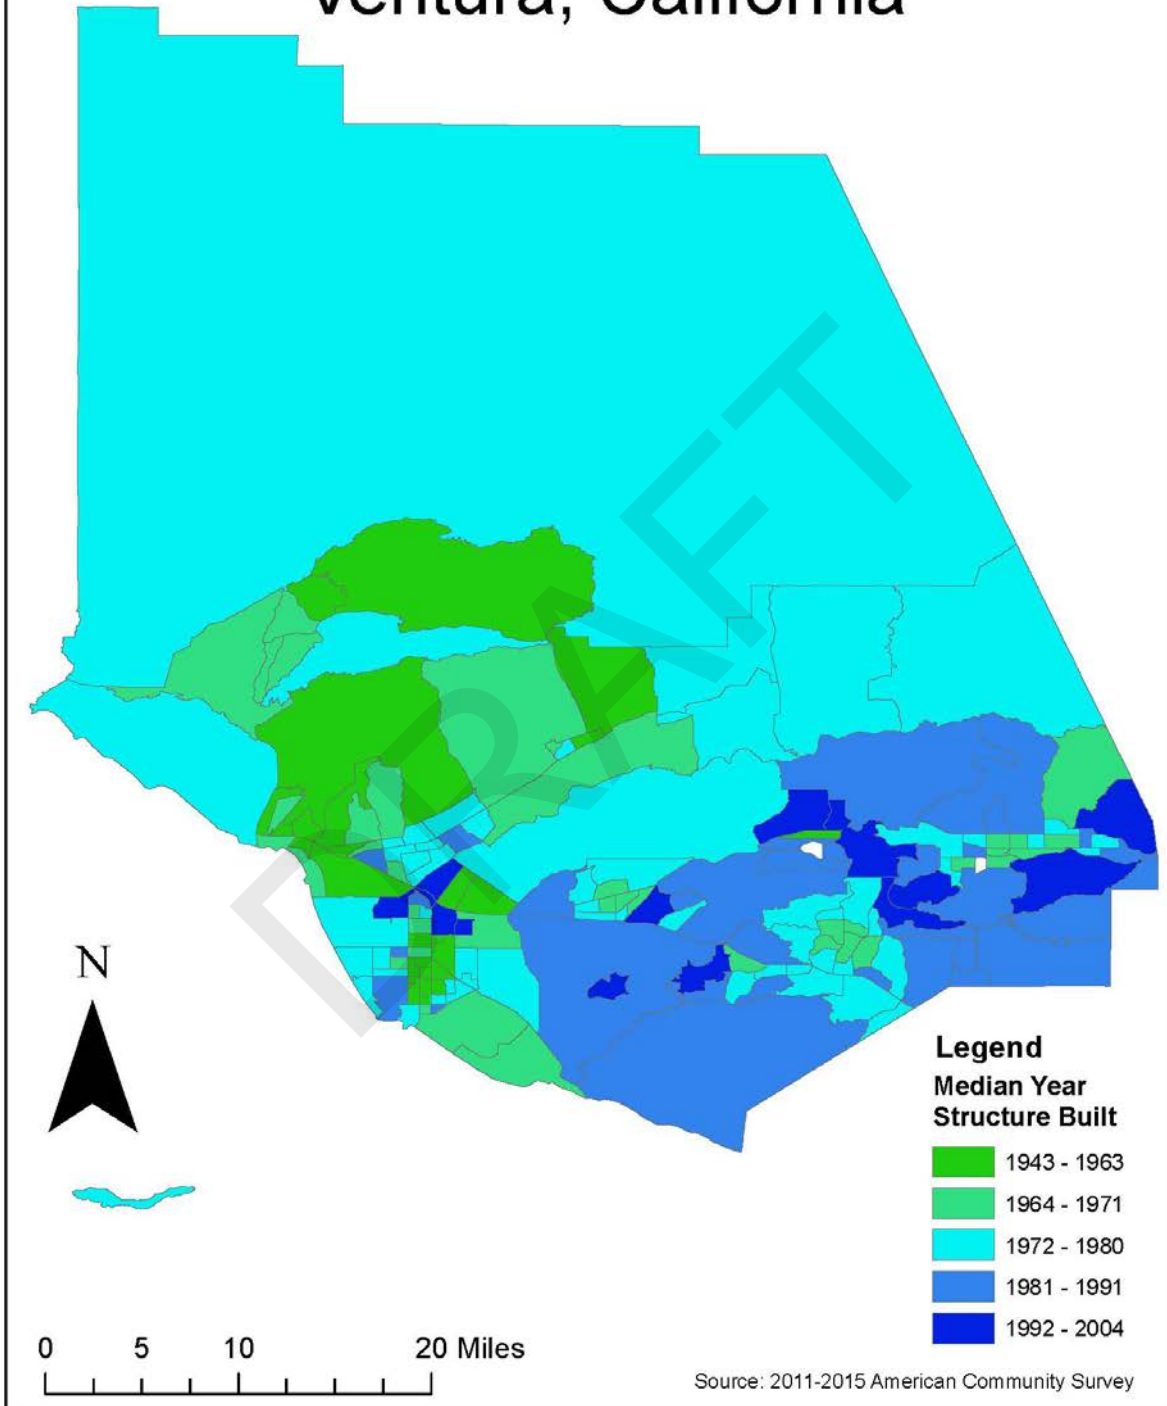 Ventura, California
DRAFT
N
Legend
Median Year
Structure Built
1943 - 1963
1964 - 1971
1972 - 1980
1981 - 1991
1992 - 2004
0 5 10 20 Miles
Source: 2011-2015 American Community Survey